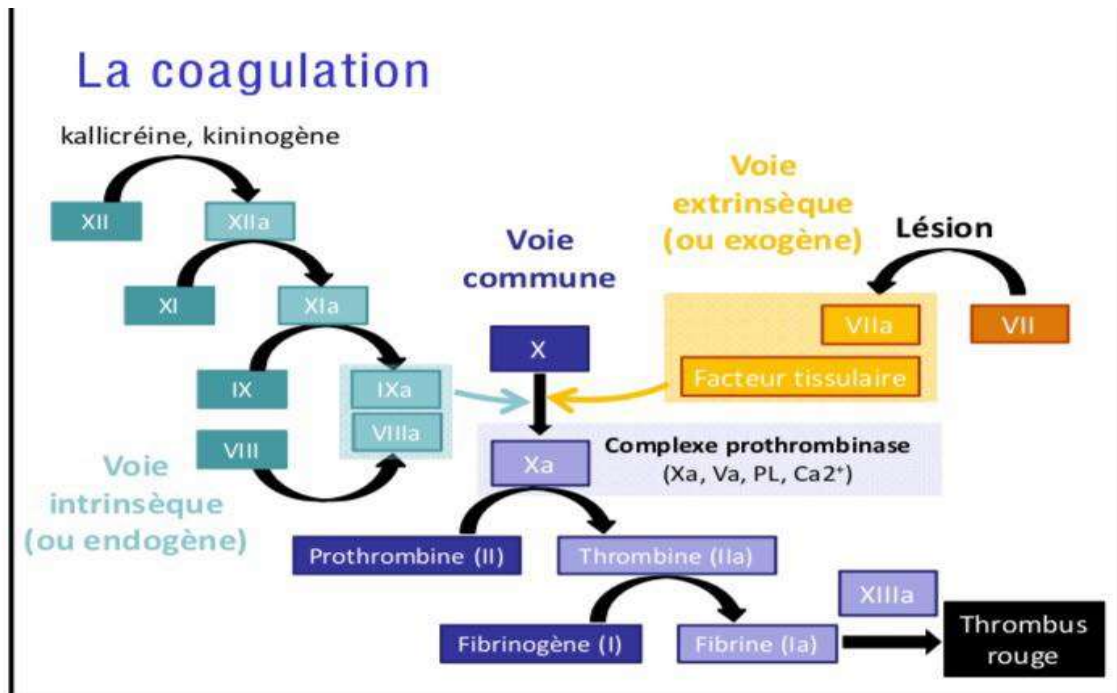 La coagulation
kallicréine, kininogène
XII
XIIa
XI
XIa
IX
IXa
VIII
VIIIa
Voie
intrinsèque
(ou endogène)
Voie
commune
X
Xa
Complexe prothrombinase
(Xa, Va, PL, Ca2⁺)
Voie
extrinsèque
(ou exogène)
Lésion
VIIa
VII
Facteur tissulaire
Prothrombine (II)
Thrombine (IIa)
Fibrinogène (I)
Fibrine (Ia)
XIIIa
Thrombus
rouge